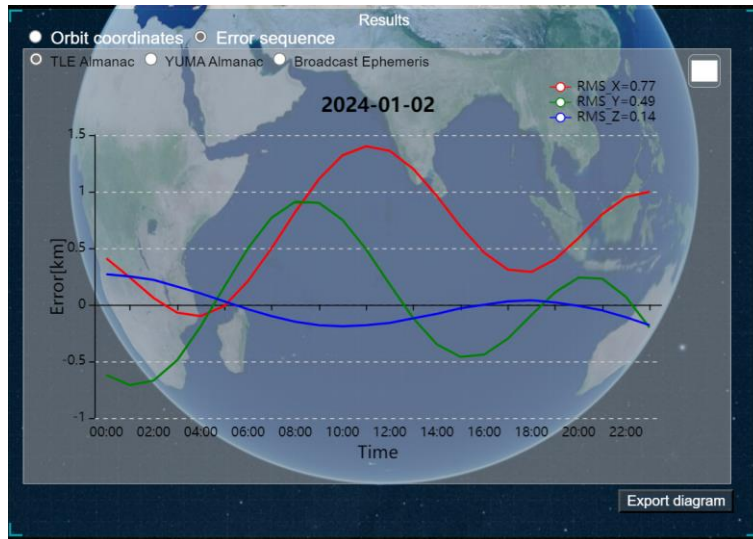 Results
Orbit coordinates Error sequence
TLE Almanac YUMA Almanac Broadcast Ephemeris
RMS_X=0.77
2024-01-02
RMS_Y=0.49
RMS_Z=0.14
1.5
1
0.5
0
-0.5
-1
Error[km]
00:00 02:00 04:00 06:00 08:00 10:00 12:00 14:00 16:00 18:00 20:00 22:00
Time
Export diagram